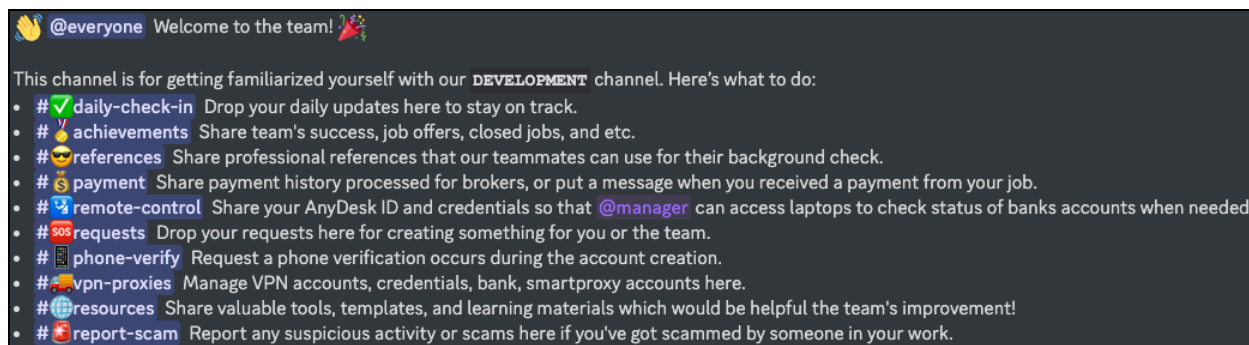 👋 @everyone Welcome to the team! 🎉
This channel is for getting familiarized yourself with our DEVELOPMENT channel. Here's what to do:
• #✅daily-check-in Drop your daily updates here to stay on track.
• #🏅achievements Share team's success, job offers, closed jobs, and etc.
• #😎references Share professional references that our teammates can use for their background check.
• #💰payment Share payment history processed for brokers, or put a message when you received a payment from your job.
• #🛂remote-control Share your AnyDesk ID and credentials so that @manager can access laptops to check status of banks accounts when needed
• #🆘requests Drop your requests here for creating something for you or the team.
• #📱phone-verify Request a phone verification occurs during the account creation.
• #🚚vpn-proxies Manage VPN accounts, credentials, bank, smartproxy accounts here.
• #🌐resources Share valuable tools, templates, and learning materials which would be helpful the team's improvement!
• #🚨report-scam Report any suspicious activity or scams here if you've got scammed by someone in your work.